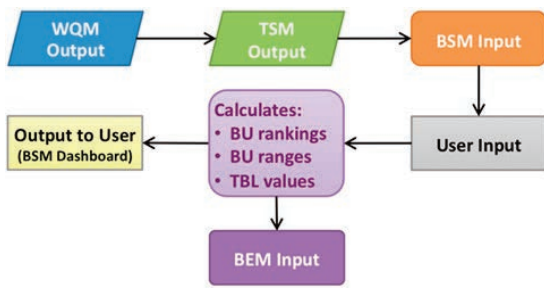 WQM
Output
TSM
Output
BSM Input
Output to User
(BSM Dashboard)
Calculates:
• BU rankings
• BU ranges
• TBL values
User Input
BEM Input